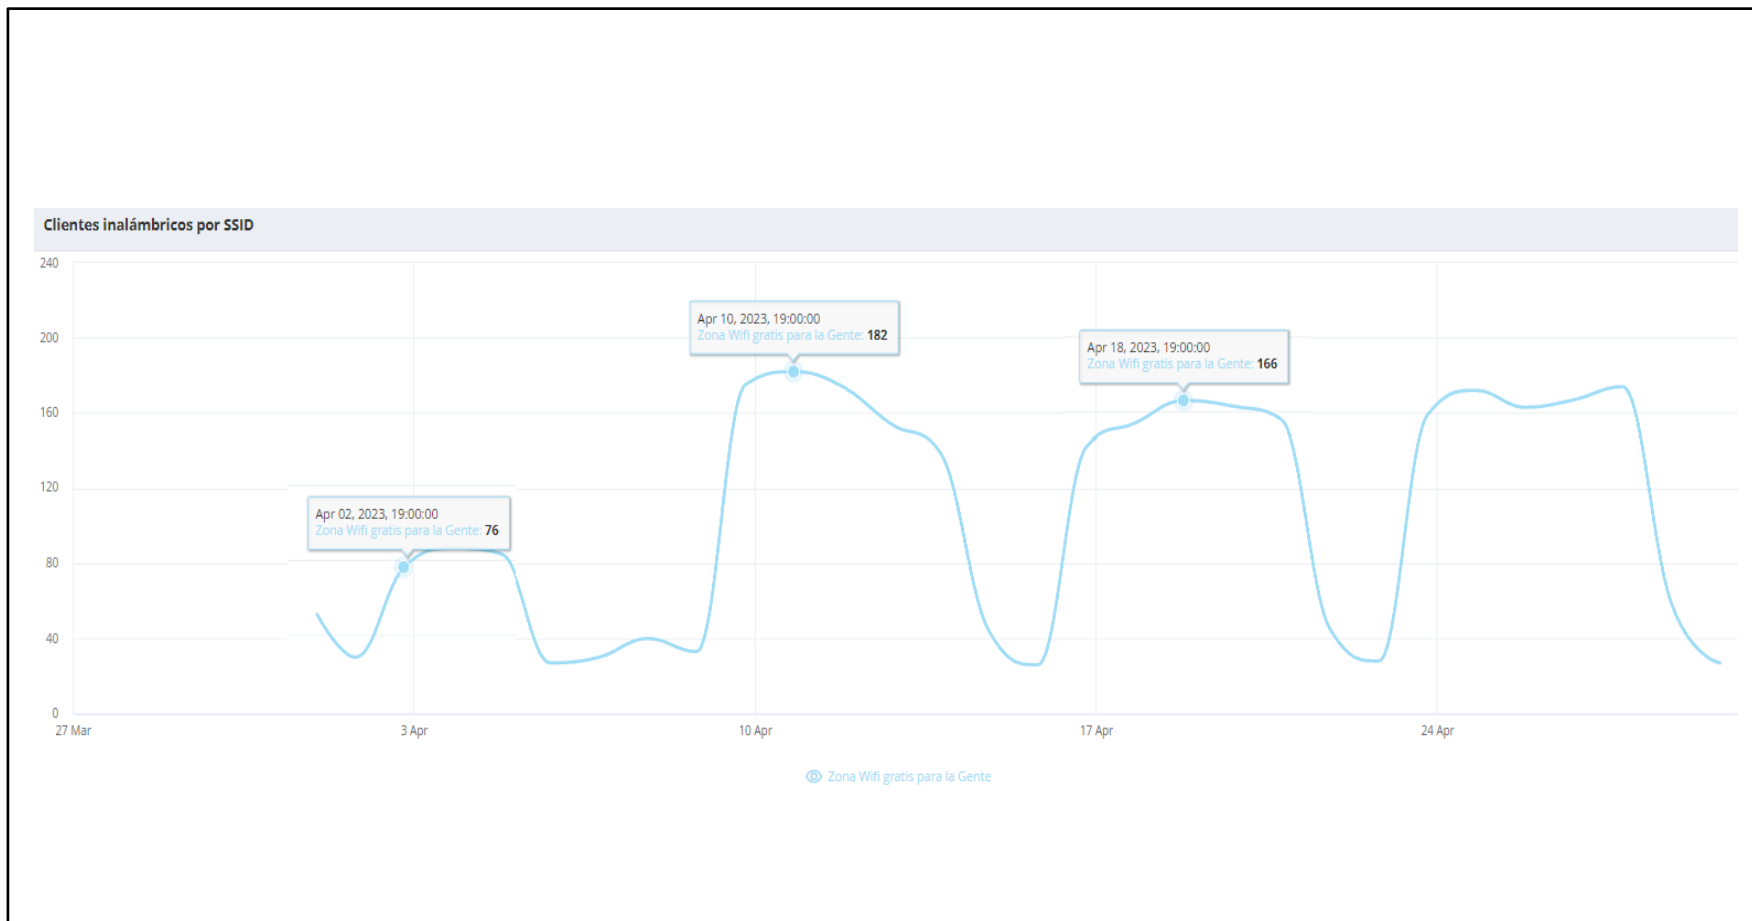 Clientes inalámbricos por SSID
240
200
160
120
80
40
0
Apr 02, 2023, 19:00:00
Zona Wifi gratis para la Gente: 76
Apr 10, 2023, 19:00:00
Zona Wifi gratis para la Gente: 182
Apr 18, 2023, 19:00:00
Zona Wifi gratis para la Gente: 166
27 Mar
3 Apr
10 Apr
17 Apr
24 Apr
Zona Wifi gratis para la Gente